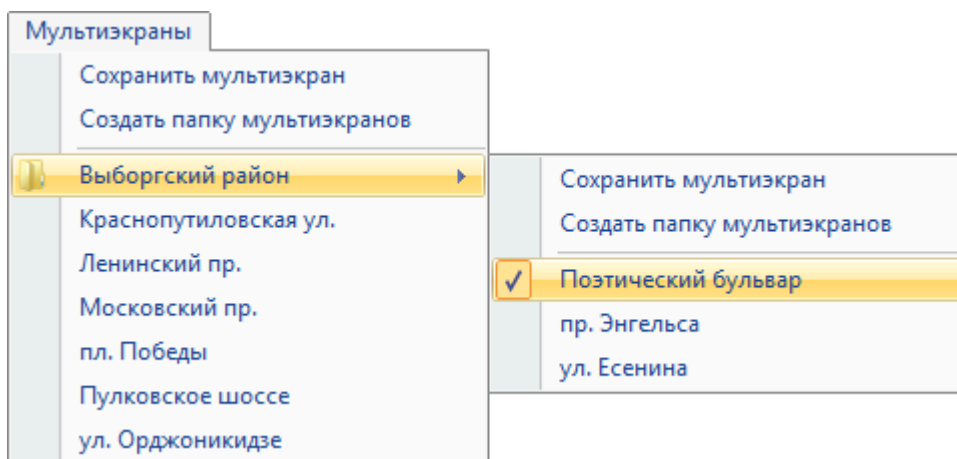 Мультиэкраны
Сохранить мультиэкран
Создать папку мультиэкранов
Выборгский район
Краснопутиловская ул.
Ленинский пр.
Московский пр.
пл. Победы
Пулковское шоссе
ул. Орджоникидзе
Сохранить мультиэкран
Создать папку мультиэкранов
Поэтический бульвар
пр. Энгельса
ул. Есенина